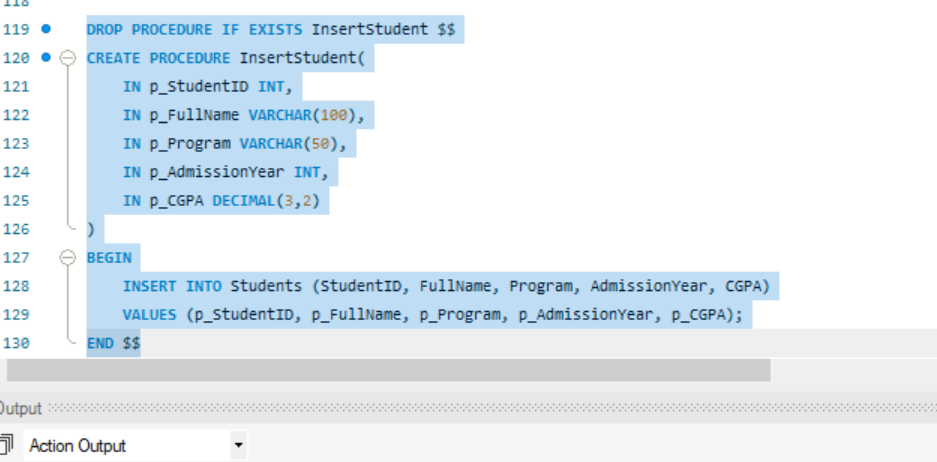 118
119 DROP PROCEDURE IF EXISTS InsertStudent $$
120 CREATE PROCEDURE InsertStudent(
121 IN p_StudentID INT,
122 IN p_FullName VARCHAR(100),
123 IN p_Program VARCHAR(50),
124 IN p_AdmissionYear INT,
125 IN p_CGPA DECIMAL(3,2)
126 )
127 BEGIN
128 INSERT INTO Students (StudentID, FullName, Program, AdmissionYear, CGPA)
129 VALUES (p_StudentID, p_FullName, p_Program, p_AdmissionYear, p_CGPA);
130 END $$
Output
Action Output